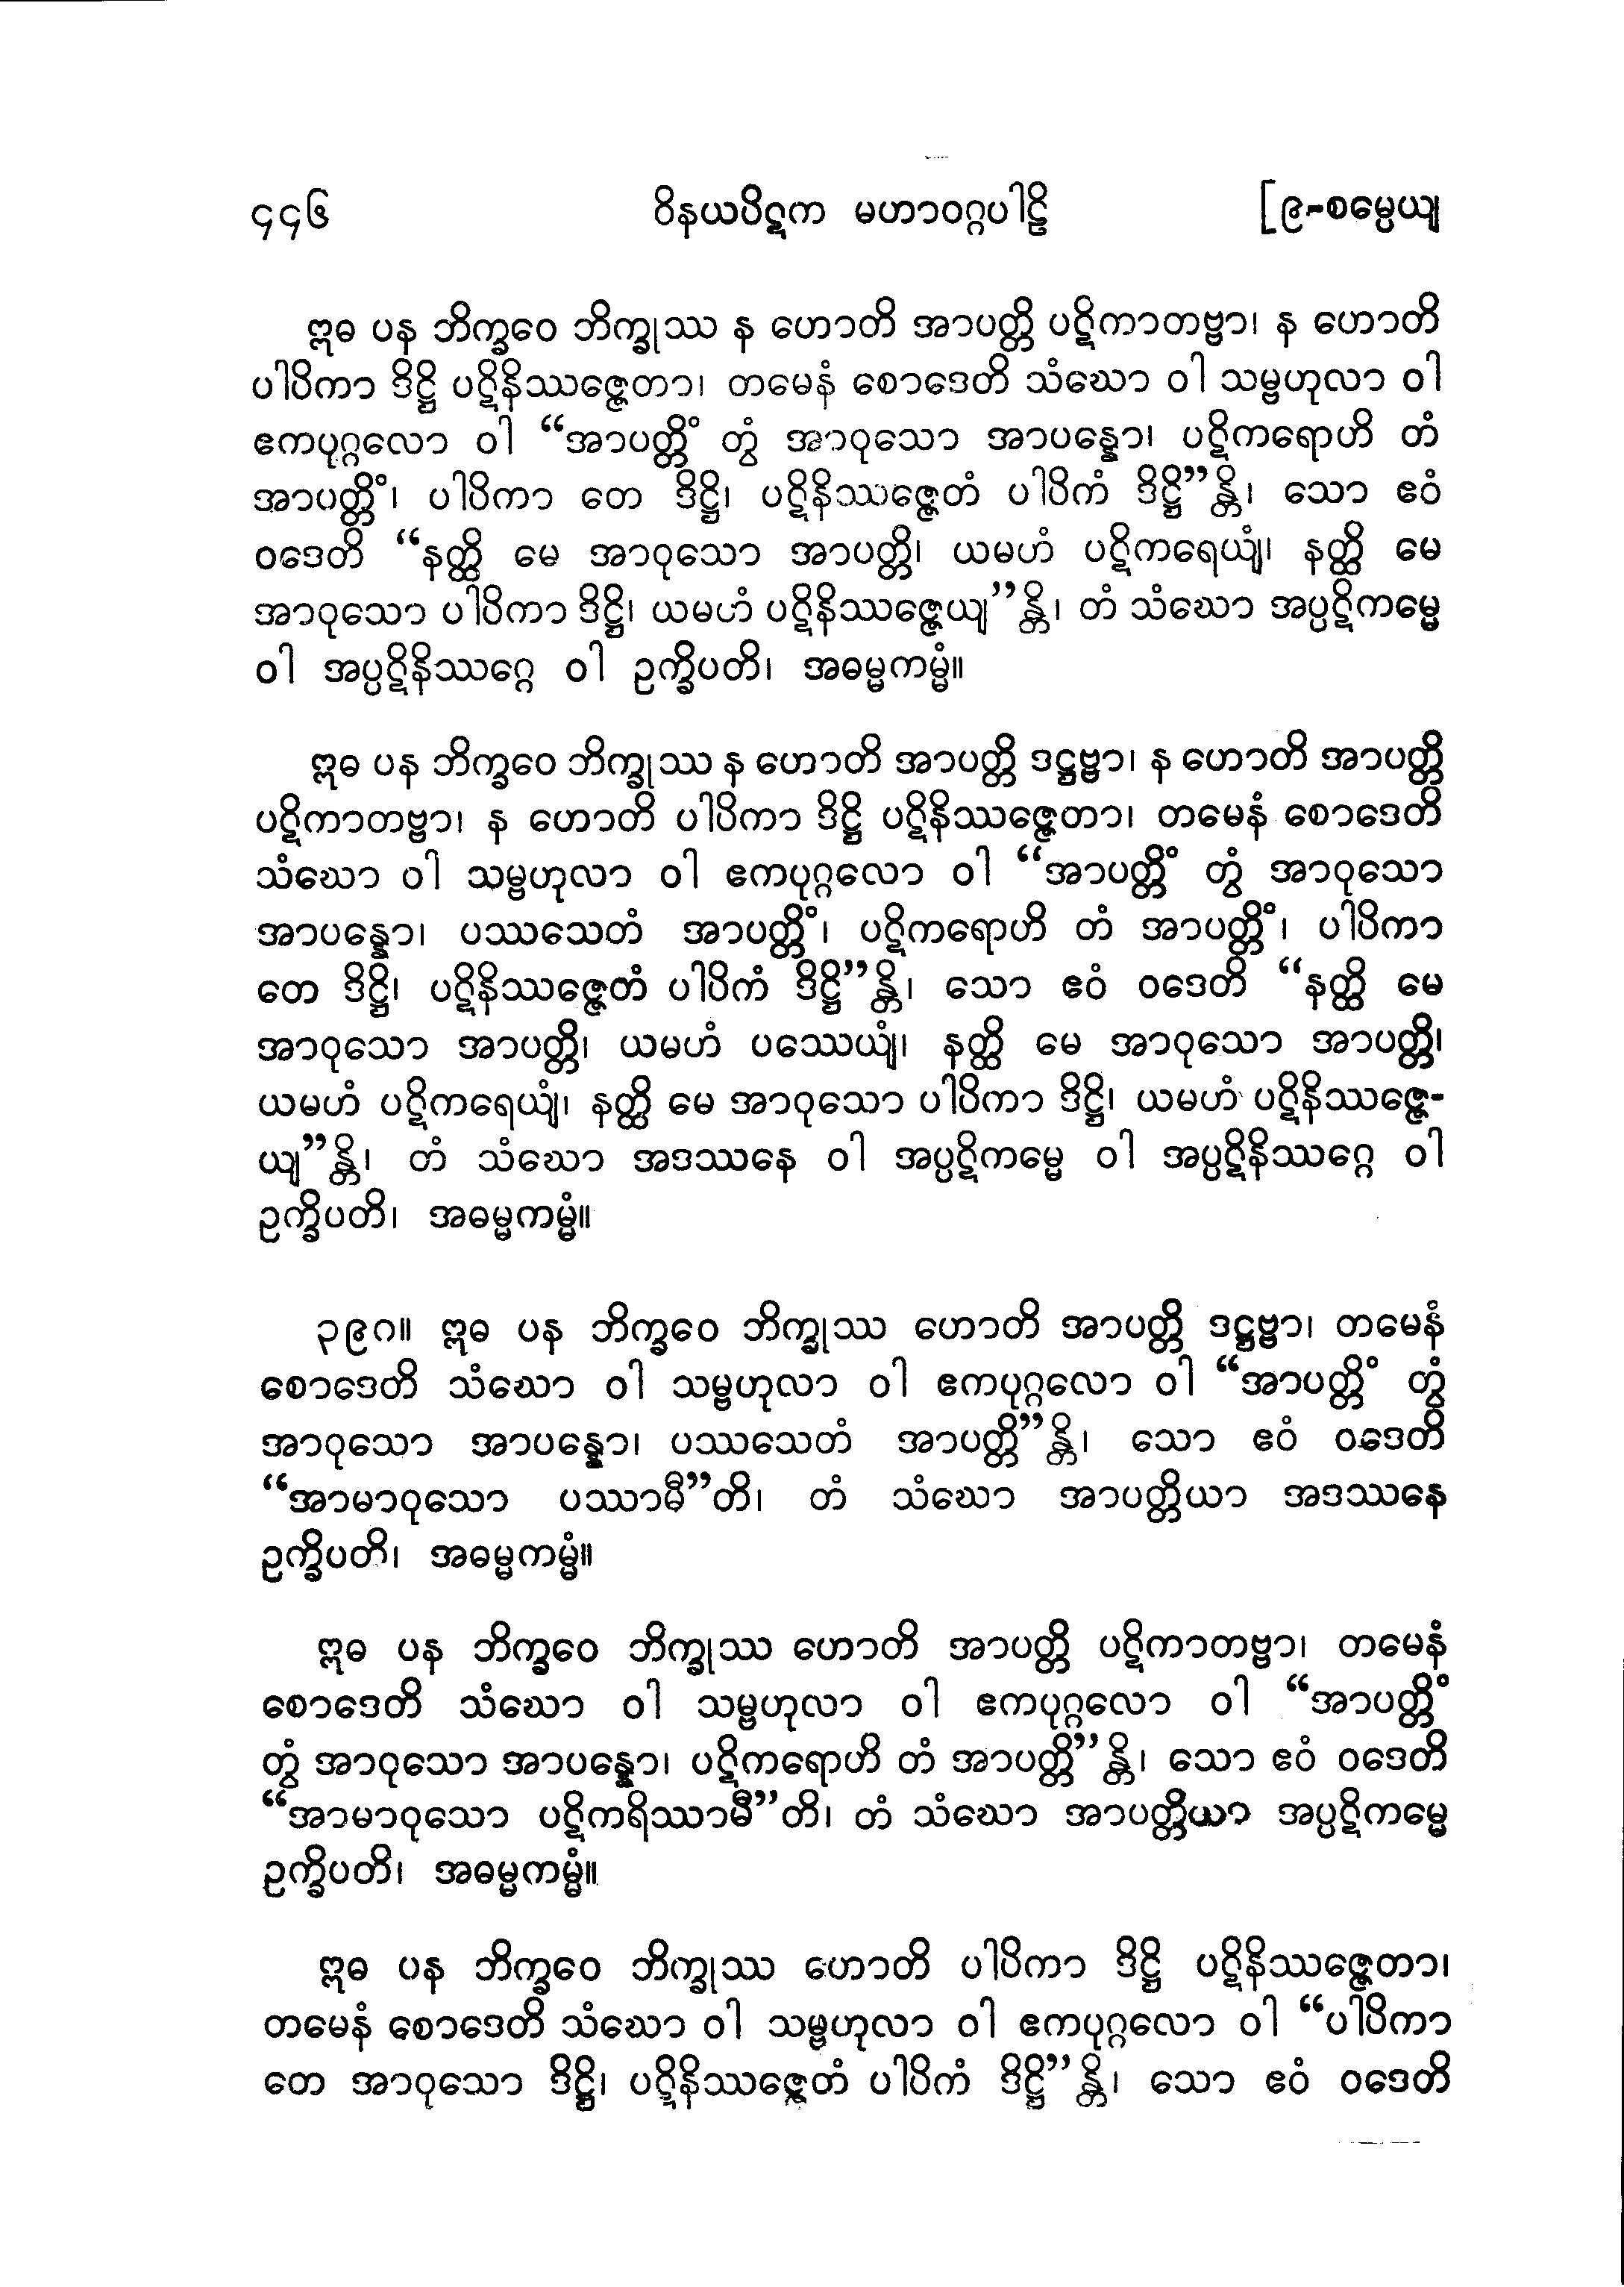 ၄၄၆ ဝိနယပိဋက မဟာဝဂ္ဂပါဠိ [၉-စမ္ပေယျ
ဣဓ ပန ဘိက္ခဝေ ဘိက္ခုဿ န ဟောတိ အာပတ္တိ ပဋိကာတဗ္ဗာ၊ န ဟောတိ
ပါပိကာ ဒိဋ္ဌိ ပဋိနိဿဇ္ဇေတာ၊ တမေနံ စောဒေတိ သံဃော ဝါ သမ္ဗဟုလာ ဝါ
ဧကပုဂ္ဂလော ဝါ “အာပတ္တိံ တွံ အာဝုသော အာပန္နော၊ ပဋိကရောဟိ တံ
အာပတ္တိံ၊ ပါပိကာ တေ ဒိဋ္ဌိ၊ ပဋိနိဿဇ္ဇေတံ ပါပိကံ ဒိဋ္ဌိ”န္တိ၊ သော ဧဝံ
ဝဒေတိ “နတ္ထိ မေ အာဝုသော အာပတ္တိ၊ ယမဟံ ပဋိကရေယျံ၊ နတ္ထိ မေ
အာဝုသော ပါပိကာ ဒိဋ္ဌိ၊ ယမဟံ ပဋိနိဿဇ္ဇေယျ”န္တိ၊ တံ သံဃော အပ္ပဋိကမ္မေ
ဝါ အပ္ပဋိနိဿဂ္ဂေ ဝါ ဥက္ခိပတိ၊ အဓမ္မကမ္မံ။
ဣဓ ပန ဘိက္ခဝေ ဘိက္ခုဿ န ဟောတိ အာပတ္တိ ဒဋ္ဌဗ္ဗာ၊ န ဟောတိ အာပတ္တိ
ပဋိကာတဗ္ဗာ၊ န ဟောတိ ပါပိကာ ဒိဋ္ဌိ ပဋိနိဿဇ္ဇေတာ၊ တမေနံ စောဒေတိ
သံဃော ဝါ သမ္ဗဟုလာ ဝါ ဧကပုဂ္ဂလော ဝါ “အာပတ္တိံ တွံ အာဝုသော
အာပန္နော၊ ပဿသေတံ အာပတ္တိံ၊ ပဋိကရောဟိ တံ အာပတ္တိံ၊ ပါပိကာ
တေ ဒိဋ္ဌိ၊ ပဋိနိဿဇ္ဇေတံ ပါပိကံ ဒိဋ္ဌိ”န္တိ၊ သော ဧဝံ ဝဒေတိ “နတ္ထိ မေ
အာဝုသော အာပတ္တိ၊ ယမဟံ ပဿေယျံ၊ နတ္ထိ မေ အာဝုသော အာပတ္တိ၊
ယမဟံ ပဋိကရေယျံ၊ နတ္ထိ မေ အာဝုသော ပါပိကာ ဒိဋ္ဌိ၊ ယမဟံ ပဋိနိဿဇ္ဇေ-
ယျ”န္တိ၊ တံ သံဃော အဒဿနေ ဝါ အပ္ပဋိကမ္မေ ဝါ အပ္ပဋိနိဿဂ္ဂေ ဝါ
ဥက္ခိပတိ၊ အဓမ္မကမ္မံ။
၃၉၇။ ဣဓ ပန ဘိက္ခဝေ ဘိက္ခုဿ ဟောတိ အာပတ္တိ ဒဋ္ဌဗ္ဗာ၊ တမေနံ
စောဒေတိ သံဃော ဝါ သမ္ဗဟုလာ ဝါ ဧကပုဂ္ဂလော ဝါ “အာပတ္တိံ တွံ
အာဝုသော အာပန္နော၊ ပဿသေတံ အာပတ္တိ”န္တိ၊ သော ဧဝံ ဝဒေတိ
“အာမာဝုသော ပဿာမီ”တိ၊ တံ သံဃော အာပတ္တိယာ အဒဿနေ
ဥက္ခိပတိ၊ အဓမ္မကမ္မံ။
ဣဓ ပန ဘိက္ခဝေ ဘိက္ခုဿ ဟောတိ အာပတ္တိ ပဋိကာတဗ္ဗာ၊ တမေနံ
စောဒေတိ သံဃော ဝါ သမ္ဗဟုလာ ဝါ ဧကပုဂ္ဂလော ဝါ “အာပတ္တိံ
တွံ အာဝုသော အာပန္နော၊ ပဋိကရောဟိ တံ အာပတ္တိ”န္တိ၊ သော ဧဝံ ဝဒေတိ
“အာမာဝုသော ပဋိကရိဿာမီ”တိ၊ တံ သံဃော အာပတ္တိယာ အပ္ပဋိကမ္မေ
ဥက္ခိပတိ၊ အဓမ္မကမ္မံ။
ဣဓ ပန ဘိက္ခဝေ ဘိက္ခုဿ ဟောတိ ပါပိကာ ဒိဋ္ဌိ ပဋိနိဿဇ္ဇေတာ၊
တမေနံ စောဒေတိ သံဃော ဝါ သမ္ဗဟုလာ ဝါ ဧကပုဂ္ဂလော ဝါ “ပါပိကာ
တေ အာဝုသော ဒိဋ္ဌိ၊ ပဋိနိဿဇ္ဇေတံ ပါပိကံ ဒိဋ္ဌိ”န္တိ၊ သော ဧဝံ ဝဒေတိ